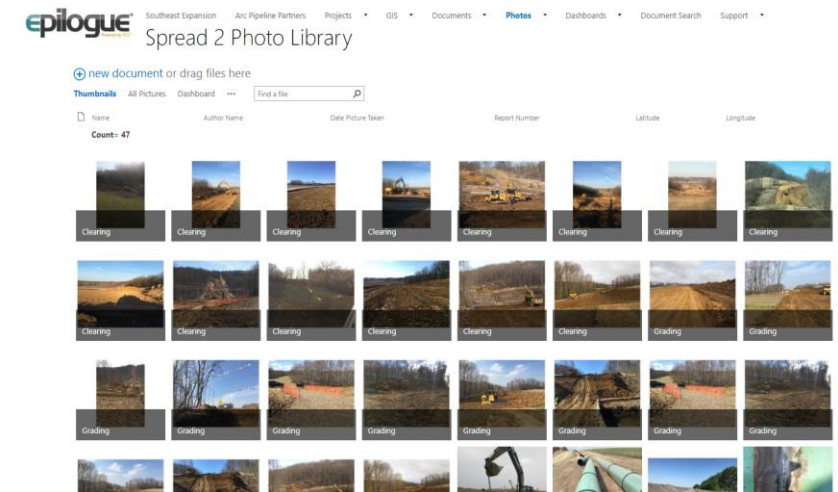 epilogue
Southeast Expansion Arc Pipeline Partners Projects GIS Documents Photos Dashboards Document Search Support
Spread 2 Photo Library
new document or drag files here
Thumbnails All Pictures Dashboard ••• Find a file
Name Author Name Date Picture Taken Report Number Latitude Longitude
Count= 47
Clearing Clearing Clearing Clearing Clearing Clearing Clearing Clearing
Clearing Clearing Clearing Clearing Clearing Clearing Grading Grading
Grading Grading Grading Grading Grading Grading Grading Grading